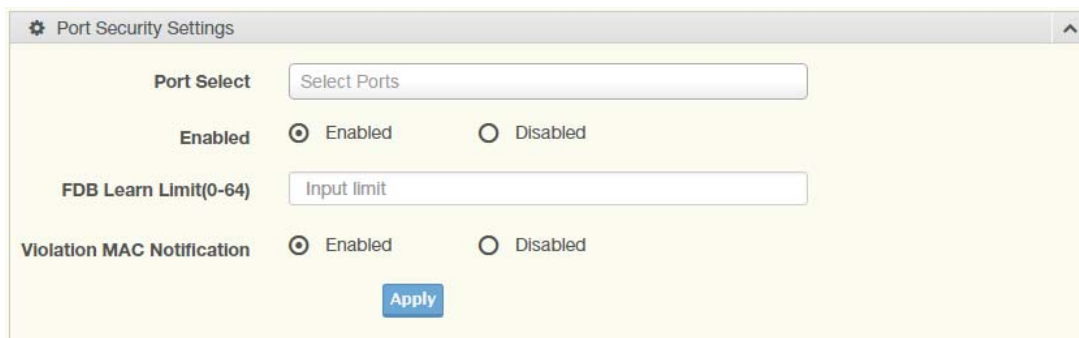 Port Security Settings
Port Select Select Ports
Enabled Enabled Disabled
FDB Learn Limit(0-64) Input limit
Violation MAC Notification Enabled Disabled
Apply